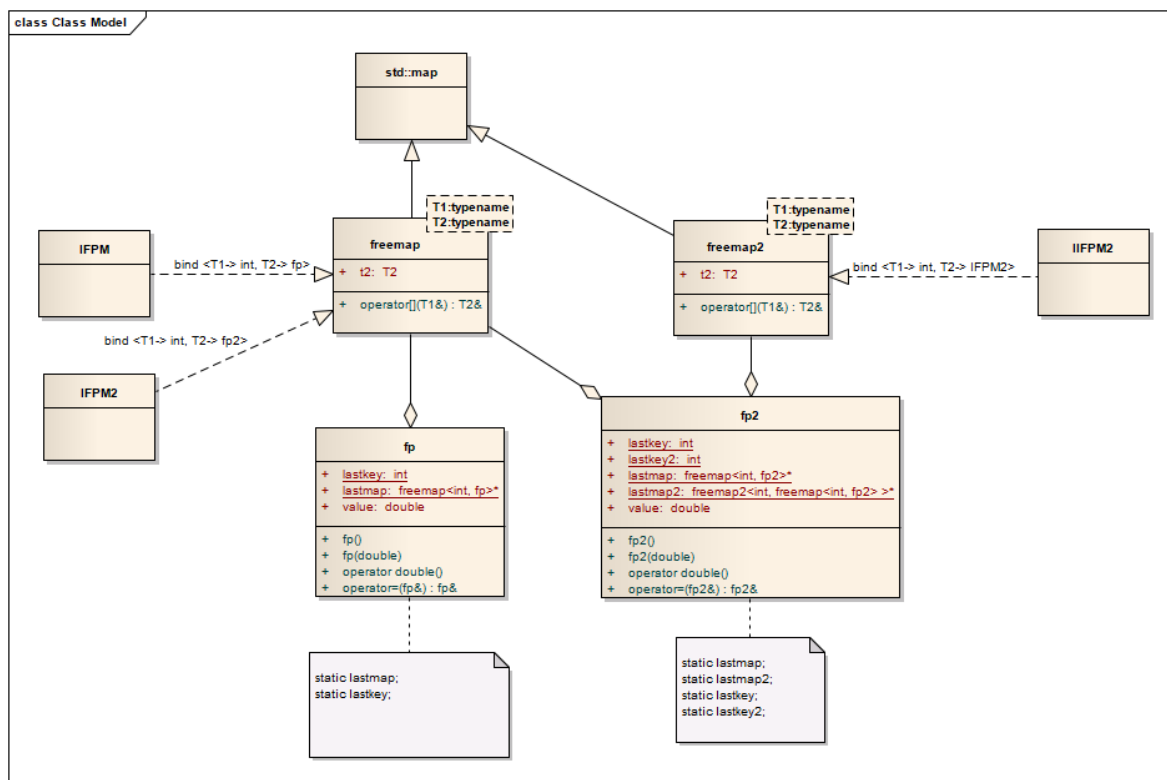 class Class Model
std::map
T1:typename
T2:typename
freemap
+ t2: T2
+ operator[](T1&) : T2&
T1:typename
T2:typename
freemap2
+ t2: T2
+ operator[](T1&) : T2&
IFPM
bind <T1-> int, T2-> fp>
IIFPM2
bind <T1-> int, T2-> IFPM2>
bind <T1-> int, T2-> fp2>
IFPM2
fp
+ lastkey: int
+ lastmap: freemap<int, fp>*
+ value: double
+ fp()
+ fp(double)
+ operator double()
+ operator=(fp&) : fp&
fp2
+ lastkey: int
+ lastkey2: int
+ lastmap: freemap<int, fp2>*
+ lastmap2: freemap2<int, freemap<int, fp2> >*
+ value: double
+ fp2()
+ fp2(double)
+ operator double()
+ operator=(fp2&) : fp2&
static lastmap;
static lastkey;
static lastmap;
static lastmap2;
static lastkey;
static lastkey2;